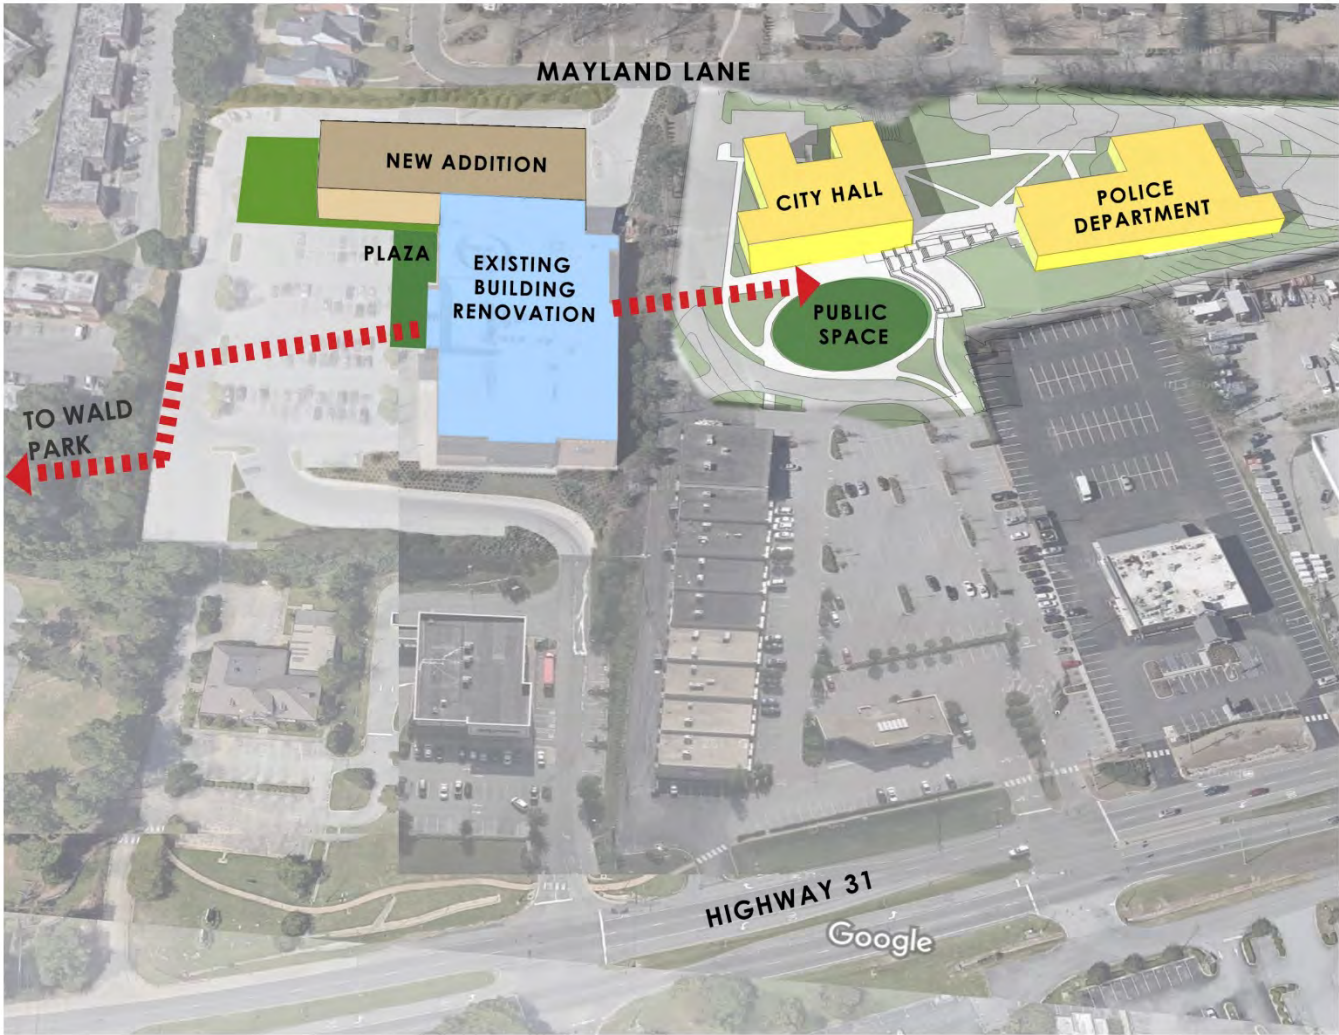 MAYLAND LANE
NEW ADDITION
CITY HALL
POLICE
DEPARTMENT
PLAZA
EXISTING
BUILDING
RENOVATION
PUBLIC
SPACE
TO WALD
PARK
HIGHWAY 31
Google